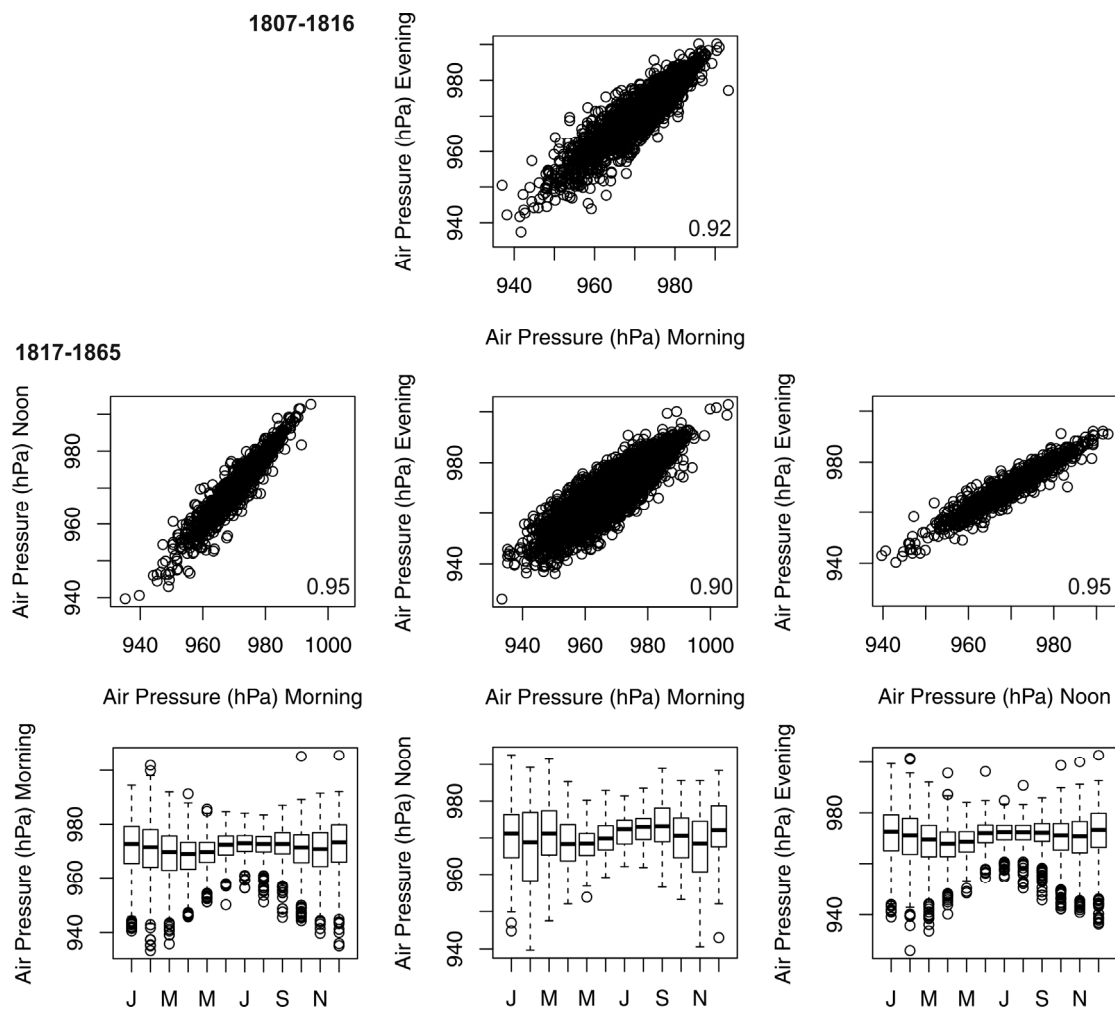 1807-1816
Air Pressure (hPa) Evening
980
960
940
0.92
940 960 980
Air Pressure (hPa) Morning
1817-1865
Air Pressure (hPa) Noon
980
960
940
0.95
940 960 980 1000
Air Pressure (hPa) Morning
Air Pressure (hPa) Evening
980
940
0.90
940 960 980 1000
Air Pressure (hPa) Morning
Air Pressure (hPa) Evening
980
940
0.95
940 960 980
Air Pressure (hPa) Noon
Air Pressure (hPa) Morning
980
960
940
J M M J S N
Air Pressure (hPa) Noon
980
960
940
J M M J S N
Air Pressure (hPa) Evening
980
940
J M M J S N